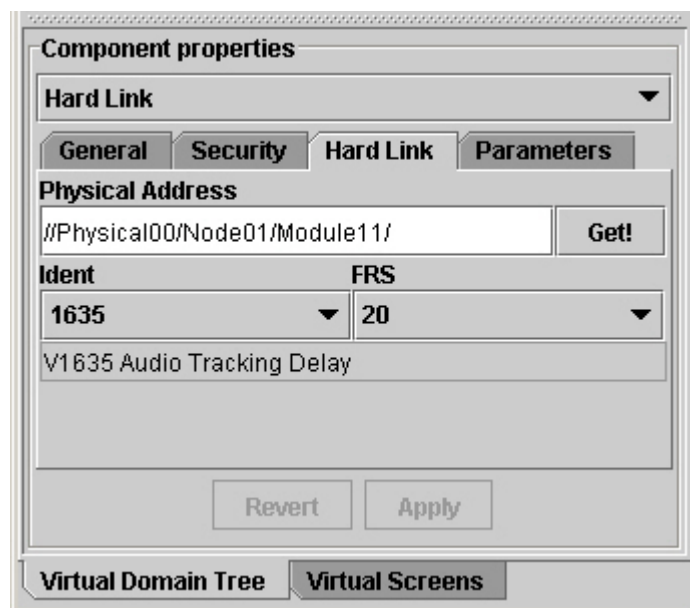 Component properties
Hard Link
General Security Hard Link Parameters
Physical Address
//Physical00/Node01/Module11/ Get!
Ident FRS
1635 20
V1635 Audio Tracking Delay
Revert Apply
Virtual Domain Tree Virtual Screens